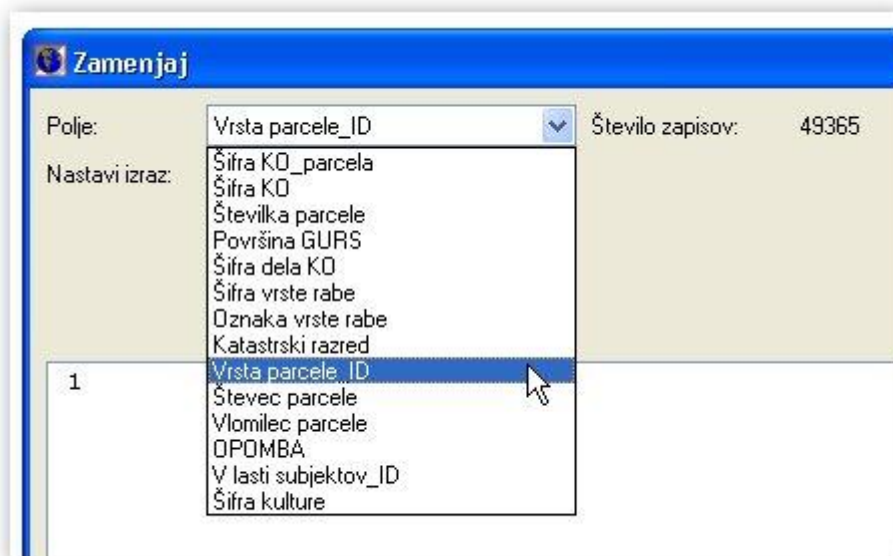 Zamenjaj
Polje: Vrsta parcele_ID Število zapisov: 49365
Nastavi izraz:
Šifra KO_parcela
Šifra KO
Številka parcele
Površina GURS
Šifra dela KO
Šifra vrste rabe
Oznaka vrste rabe
Katastrski razred
Vrsta parcele_ID
Števec parcele
Vlomilec parcele
OPOMBA
V lasti subjektov_ID
Šifra kulture
1